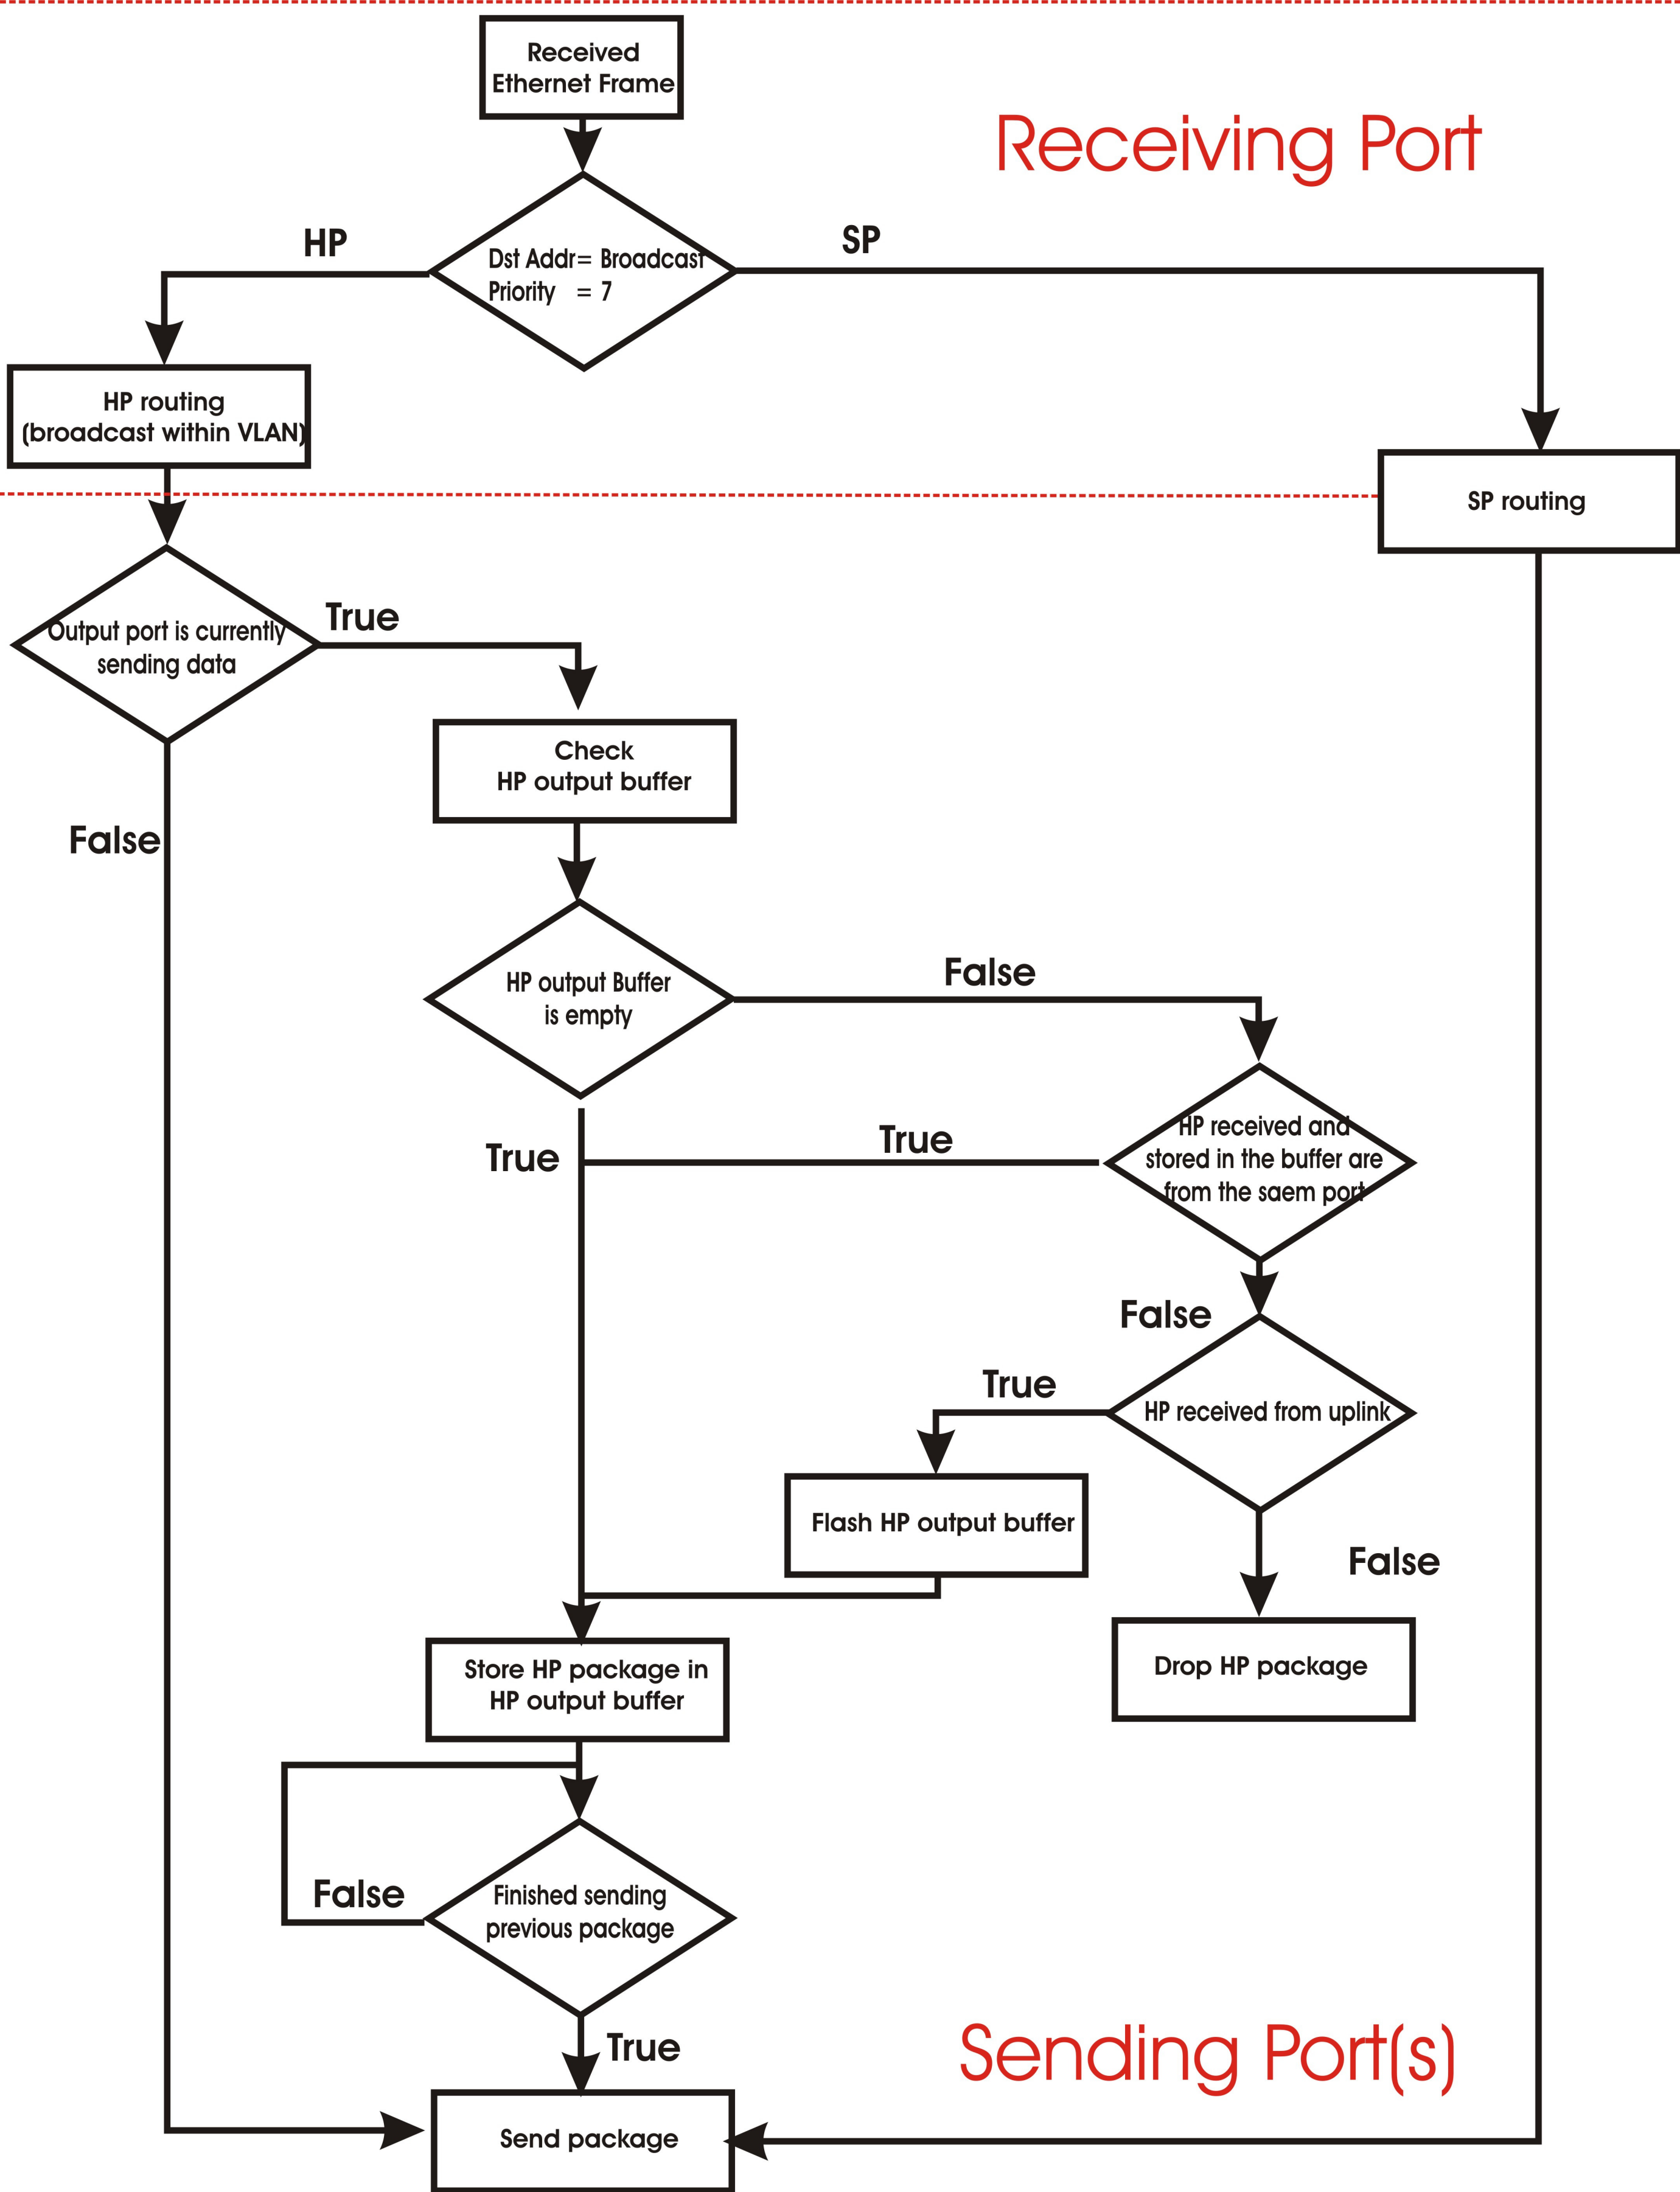 Received
Ethernet Frame
Receiving Port
HP
SP
Dst Addr= Broadcast
Priority = 7
HP routing
(broadcast within VLAN)
SP routing
Output port is currently
sending data
True
Check
HP output buffer
False
HP output Buffer
is empty
False
HP received and
stored in the buffer are
from the saem port
True
True
False
HP received from uplink
True
Flash HP output buffer
False
Store HP package in
HP output buffer
Drop HP package
False
Finished sending
previous package
True
Sending Port(s)
Send package